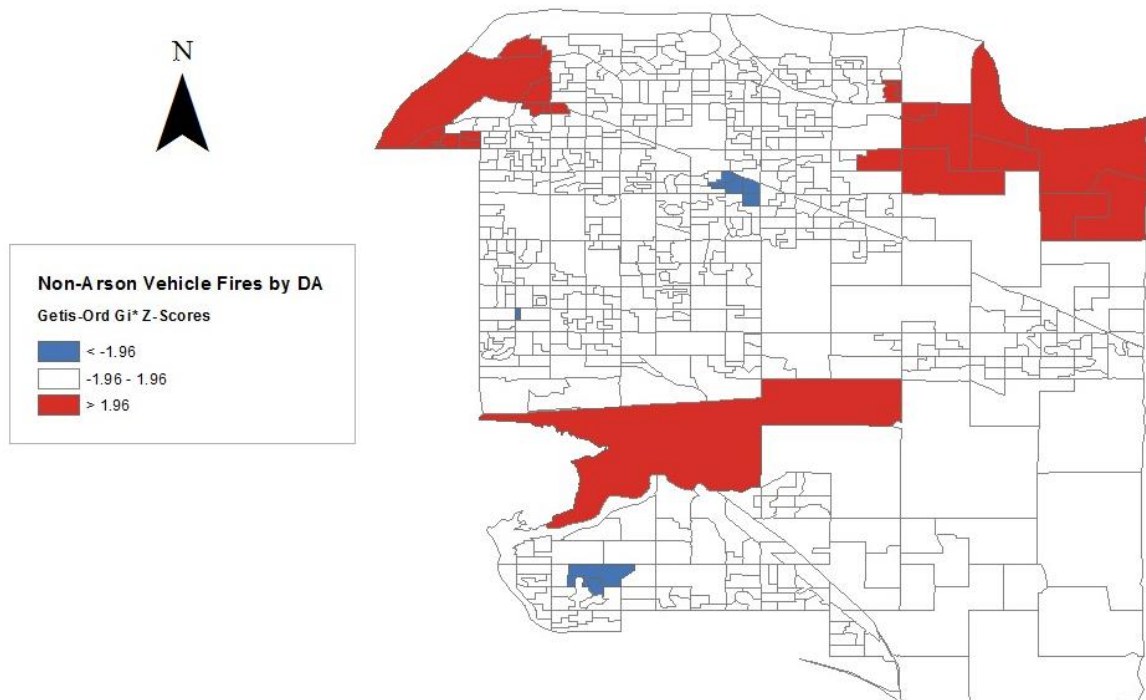 N
Non-Arson Vehicle Fires by DA
Getis-Ord Gi* Z-Scores
< -1.96
-1.96 - 1.96
> 1.96